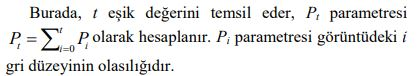 Burada, t eşik değerini temsil eder, Pₜ parametresi
Pₜ = ∑ᵗᵢ₌₀ Pᵢ olarak hesaplanır. Pᵢ parametresi görüntüdeki i
gri düzeyinin olasılığıdır.